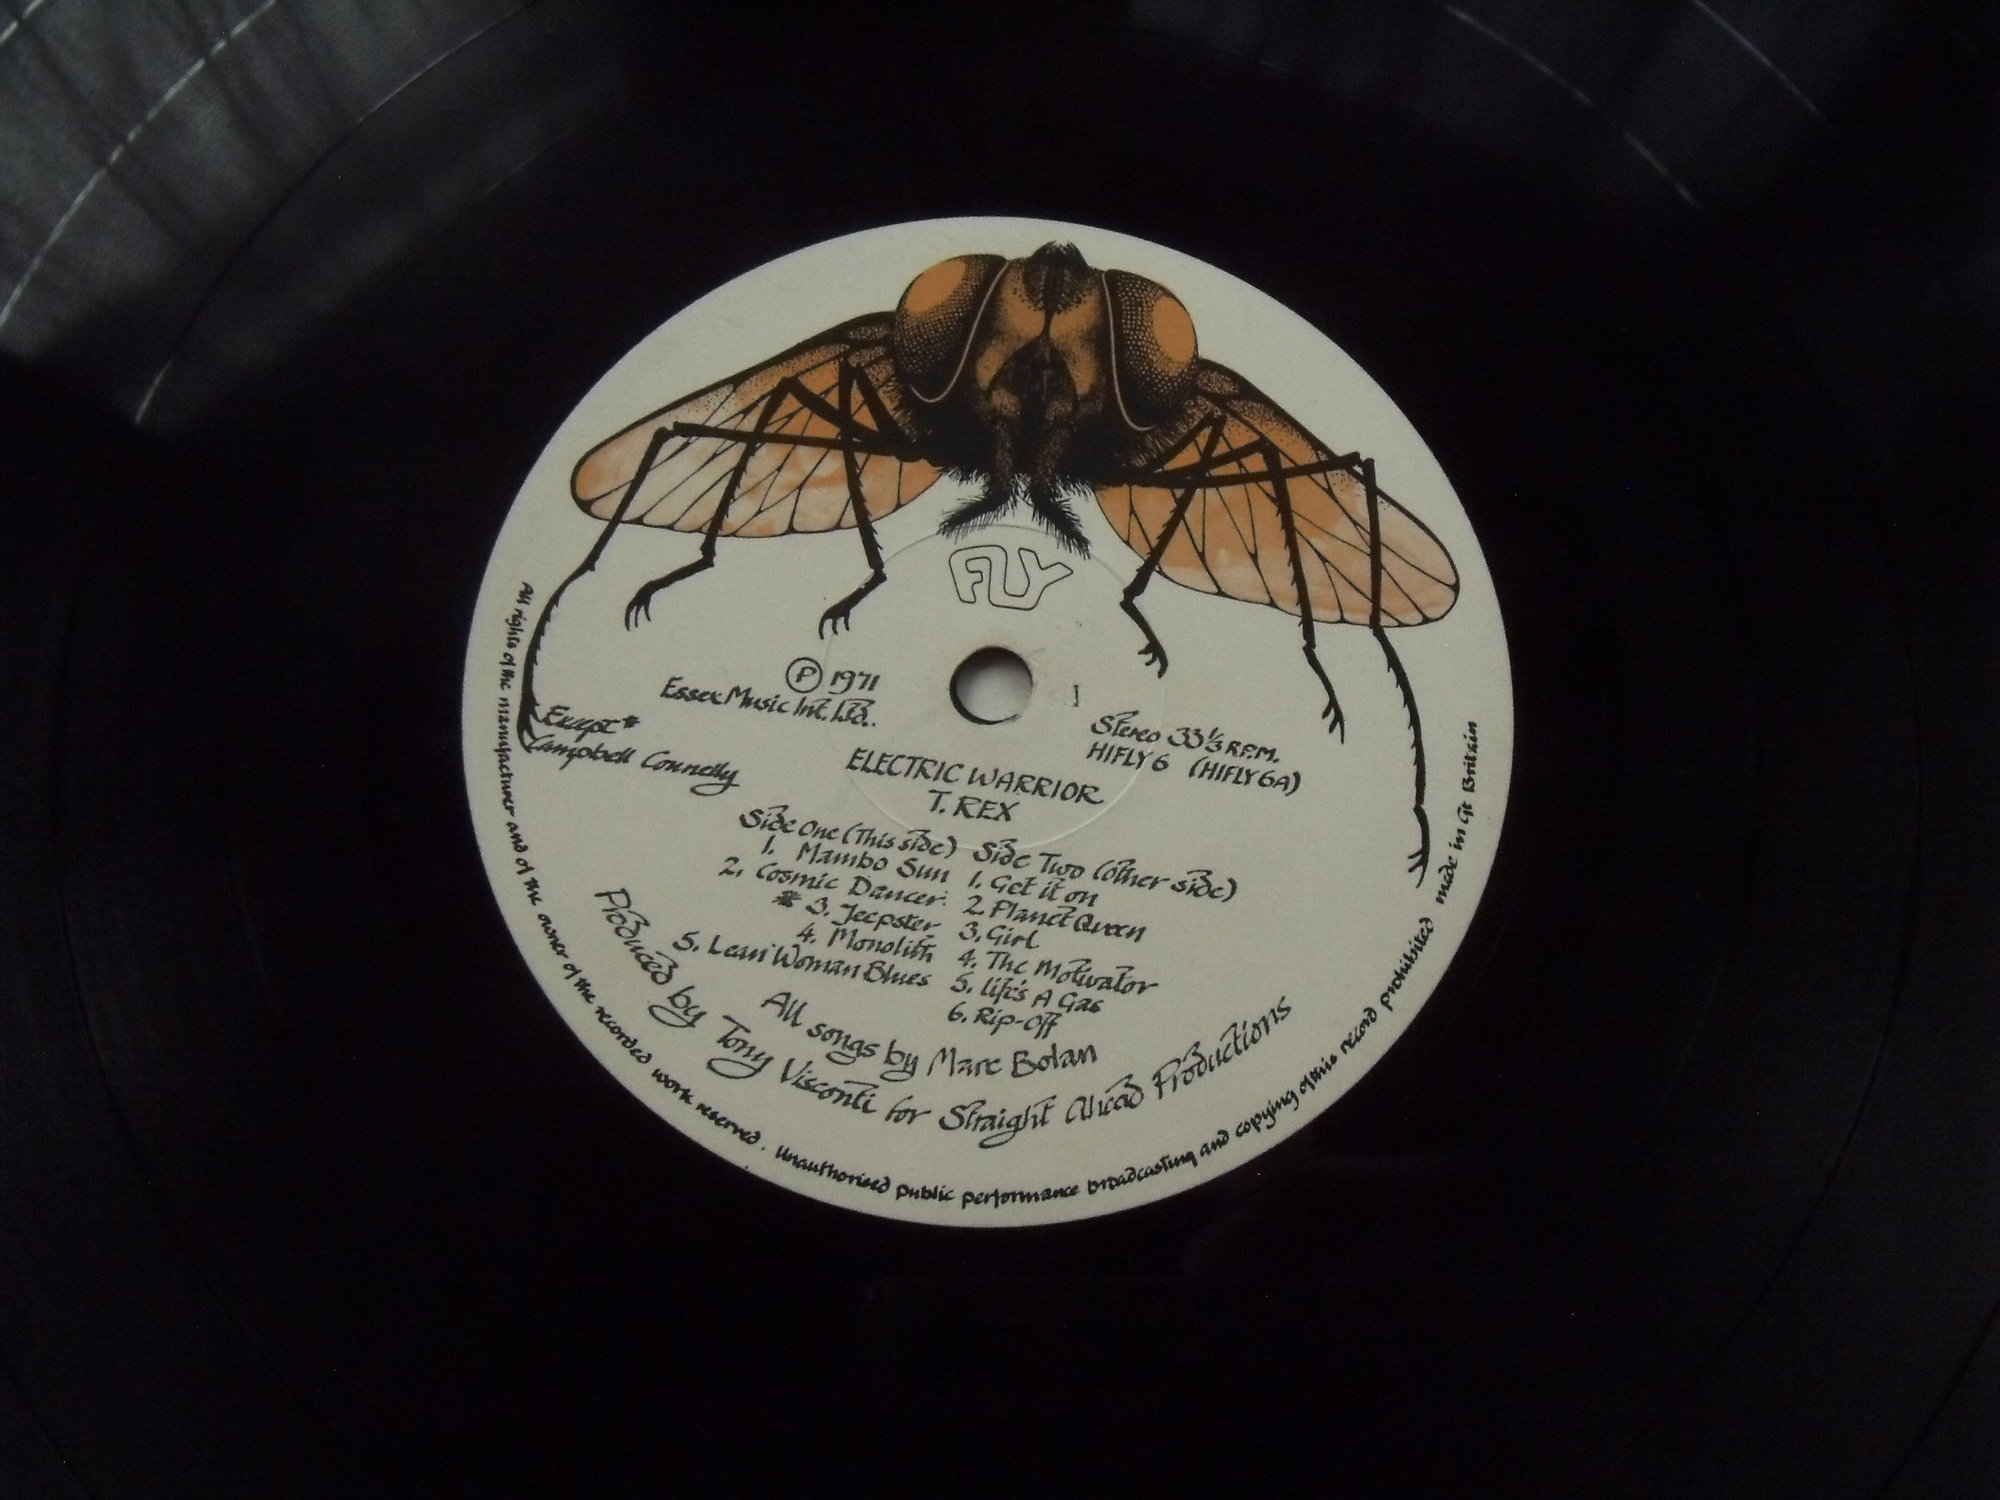 FLY
Ⓟ 1971
Essex Music Int. Ltd.
Except *
Campbell Connelly
1
Stereo 33⅓ R.P.M.
HIFLY 6 (HIFLY 6A)
ELECTRIC WARRIOR
T. REX
Side One (This side)
1. Mambo Sun
2. Cosmic Dancer
* 3. Jeepster
4. Monolith
5. Lean Woman Blues
Side Two (other side)
1. Get it on
2. Planet Queen
3. Girl
4. The Motivator
5. Life's A Gas
6. Rip-Off
All songs by Marc Bolan
Produced by Tony Visconti for Straight Ahead Productions
All rights of the manufacturer and of the owner of the recorded work reserved. Unauthorised public performance broadcasting and copying of this record prohibited made in Gt Britain